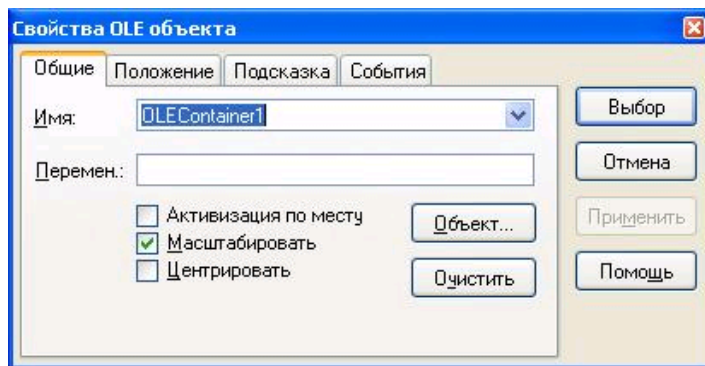 Свойства OLE объекта
Общие Положение Подсказка События
Имя: OLEContainer1
Выбор
Перемен.:
Отмена
Активизация по месту
Объект...
Применить
Масштабировать
Центрировать
Очистить
Помощь